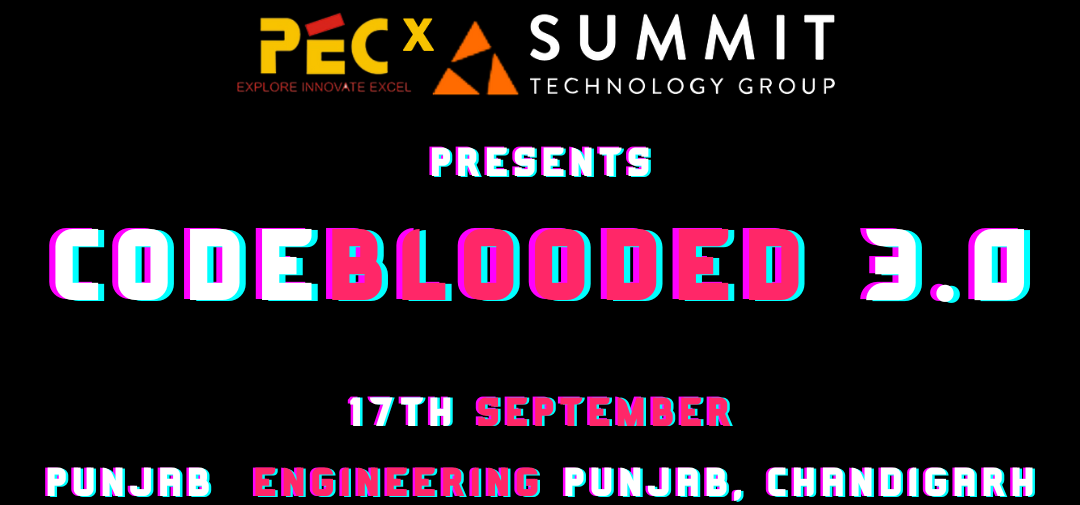 PEC X SUMMIT
EXPLORE INNOVATE EXCEL TECHNOLOGY GROUP
PRESENTS
CODEBLOODED 3.0
17TH SEPTEMBER
PUNJAB ENGINEERING PUNJAB, CHANDIGARH